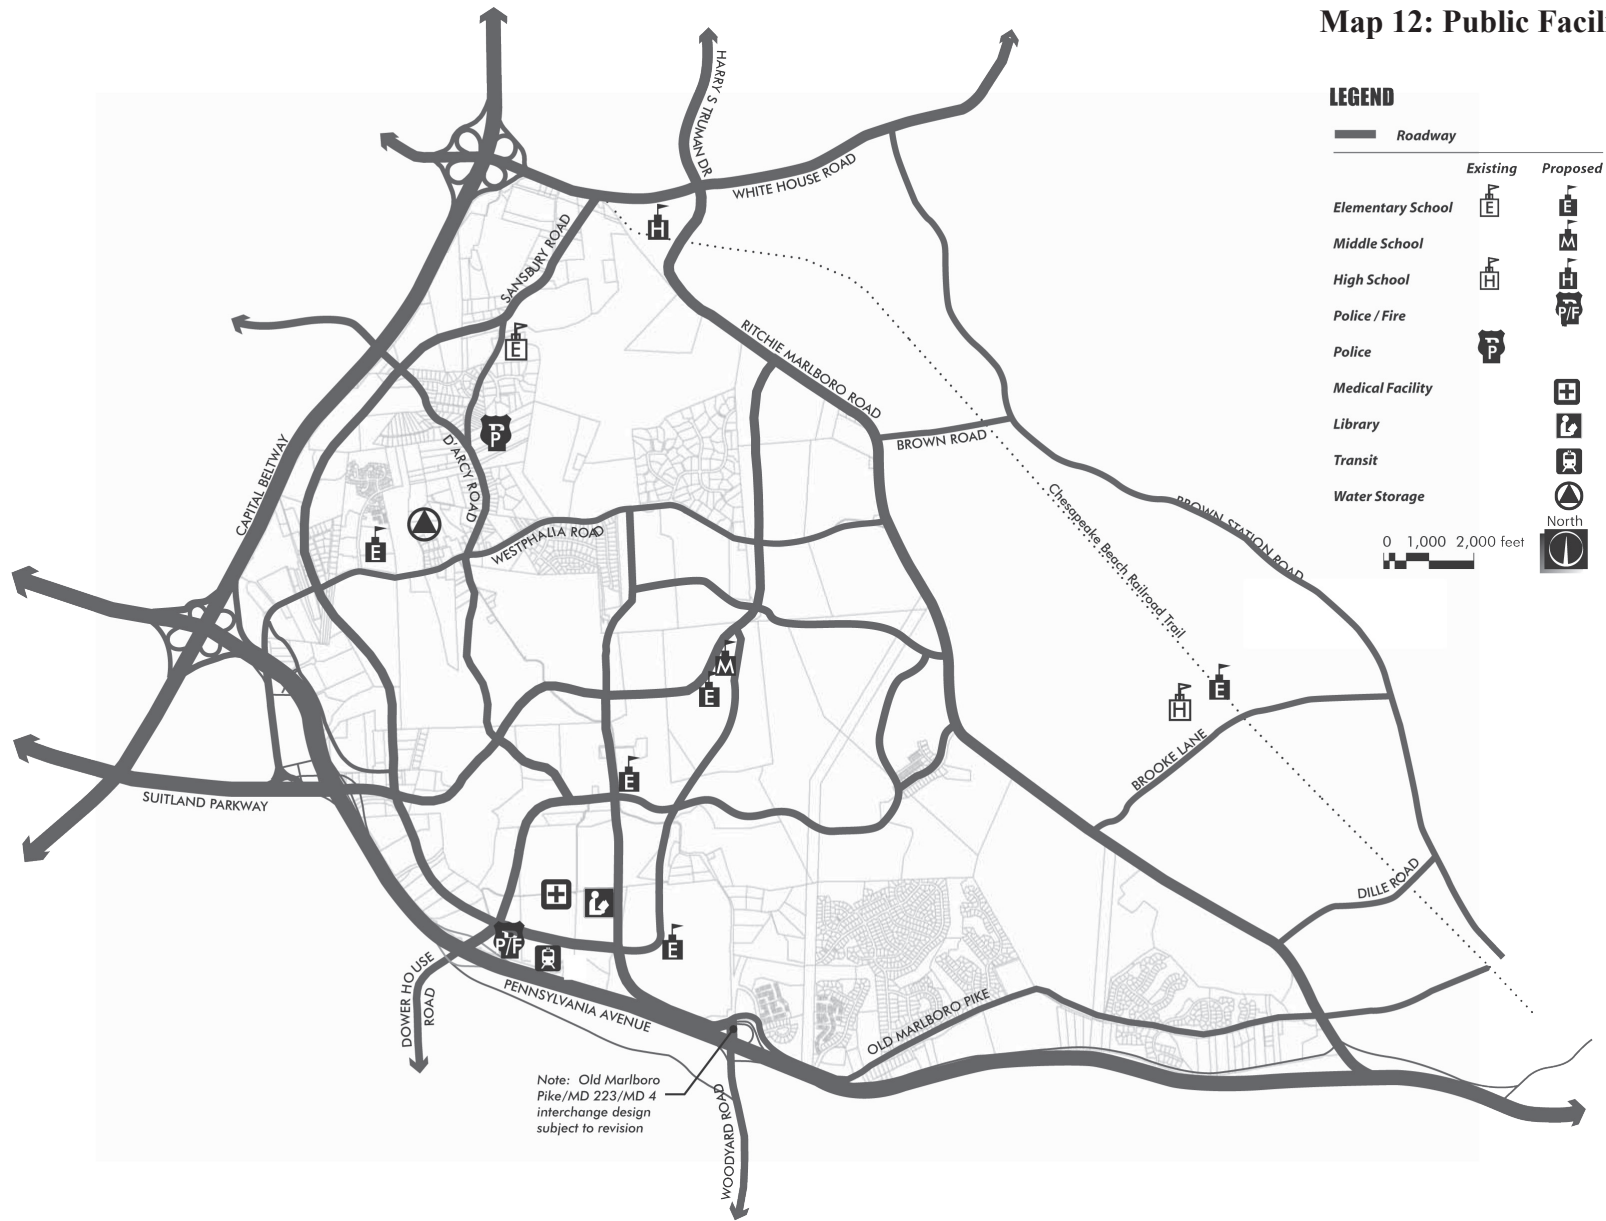 Map 12: Public Facil
LEGEND
Roadway
Existing Proposed
Elementary School E E
Middle School M
High School H H
Police / Fire P/F
Police P
Medical Facility
Library
Transit
Water Storage
North
0 1,000 2,000 feet
HARRY S TRUMAN DR
WHITE HOUSE ROAD
H
SANSBURY ROAD
E
RITCHIE MARLBORO ROAD
P
BROWN ROAD
CAPITAL BELTWAY
D'ARCY ROAD
Chesapeake Beach Railroad Trail
BROWN STATION ROAD
E
WESTPHALIA ROAD
M
E
H
E
E
BROOKE LANE
SUITLAND PARKWAY
DILLE ROAD
P/F
E
DOWER HOUSE
ROAD
PENNSYLVANIA AVENUE
OLD MARLBORO PIKE
Note: Old Marlboro
Pike/MD 223/MD 4
interchange design
subject to revision
WOODYARD ROAD